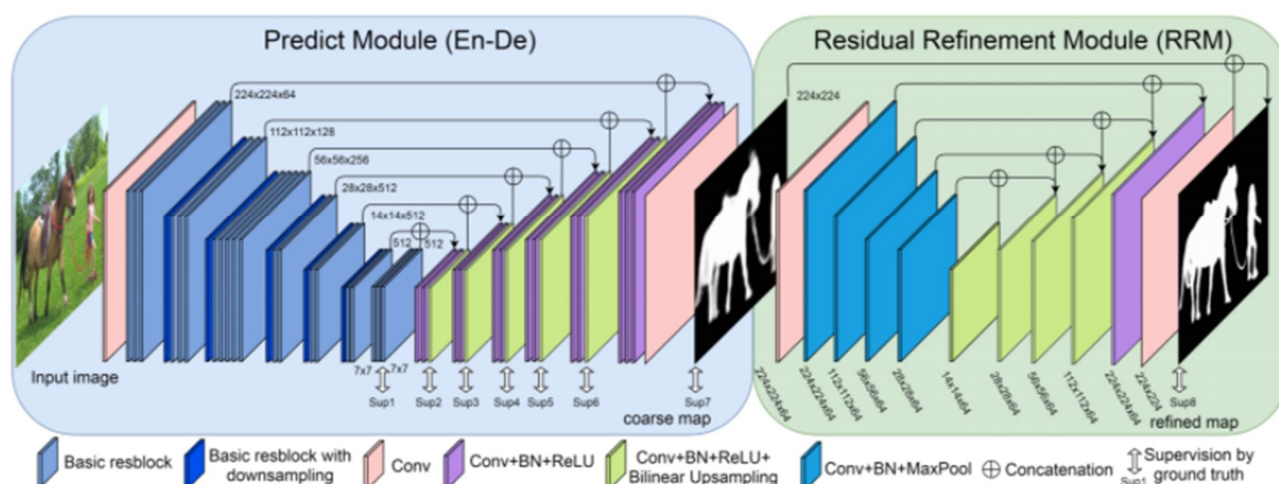 Predict Module (En-De)
Residual Refinement Module (RRM)
224x224x64
112x112x128
56x56x256
28x28x512
14x14x512
512
512
224x224
Input image
7x7
7x7
Sup1
Sup2
Sup3
Sup4
Sup5
Sup6
Sup7
coarse map
224x224x64
224x224x64
112x112x64
56x56x64
28x28x64
14x14x64
28x28x64
56x56x64
112x112x64
224x224x64
224x224
Sup8
refined map
Basic resblock
Basic resblock with
downsampling
Conv
Conv+BN+ReLU
Conv+BN+ReLU+
Bilinear Upsampling
Conv+BN+MaxPool
Concatenation
Sup1
Supervision by
ground truth